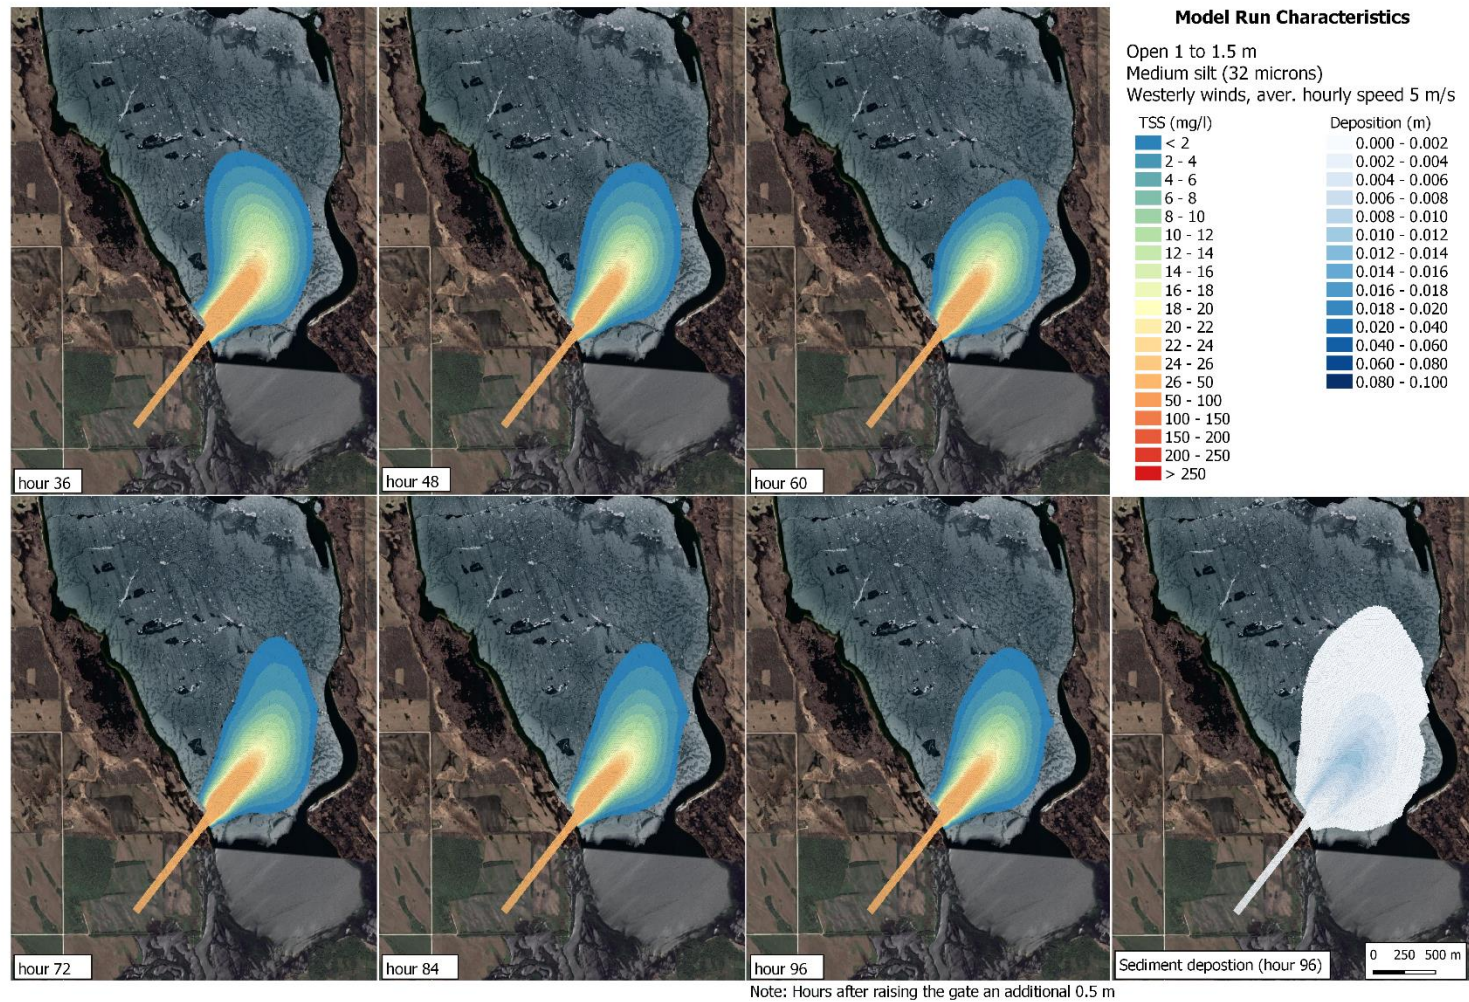 Model Run Characteristics
Open 1 to 1.5 m
Medium silt (32 microns)
Westerly winds, aver. hourly speed 5 m/s
TSS (mg/l)
< 2
2 - 4
4 - 6
6 - 8
8 - 10
10 - 12
12 - 14
14 - 16
16 - 18
18 - 20
20 - 22
22 - 24
24 - 26
26 - 50
50 - 100
100 - 150
150 - 200
200 - 250
> 250
Deposition (m)
0.000 - 0.002
0.002 - 0.004
0.004 - 0.006
0.006 - 0.008
0.008 - 0.010
0.010 - 0.012
0.012 - 0.014
0.014 - 0.016
0.016 - 0.018
0.018 - 0.020
0.020 - 0.040
0.040 - 0.060
0.060 - 0.080
0.080 - 0.100
hour 36
hour 48
hour 60
hour 72
hour 84
hour 96
Sediment depostion (hour 96)
0 250 500 m
Note: Hours after raising the gate an additional 0.5 m